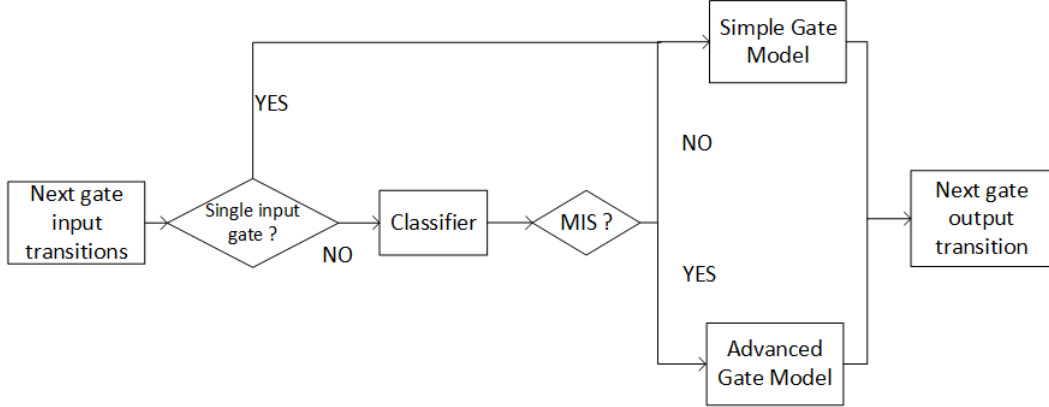 Simple Gate
Model
YES
NO
Next gate
input
transitions
Single input
gate ?
Classifier
MIS ?
NO
YES
Next gate
output
transition
Advanced
Gate Model